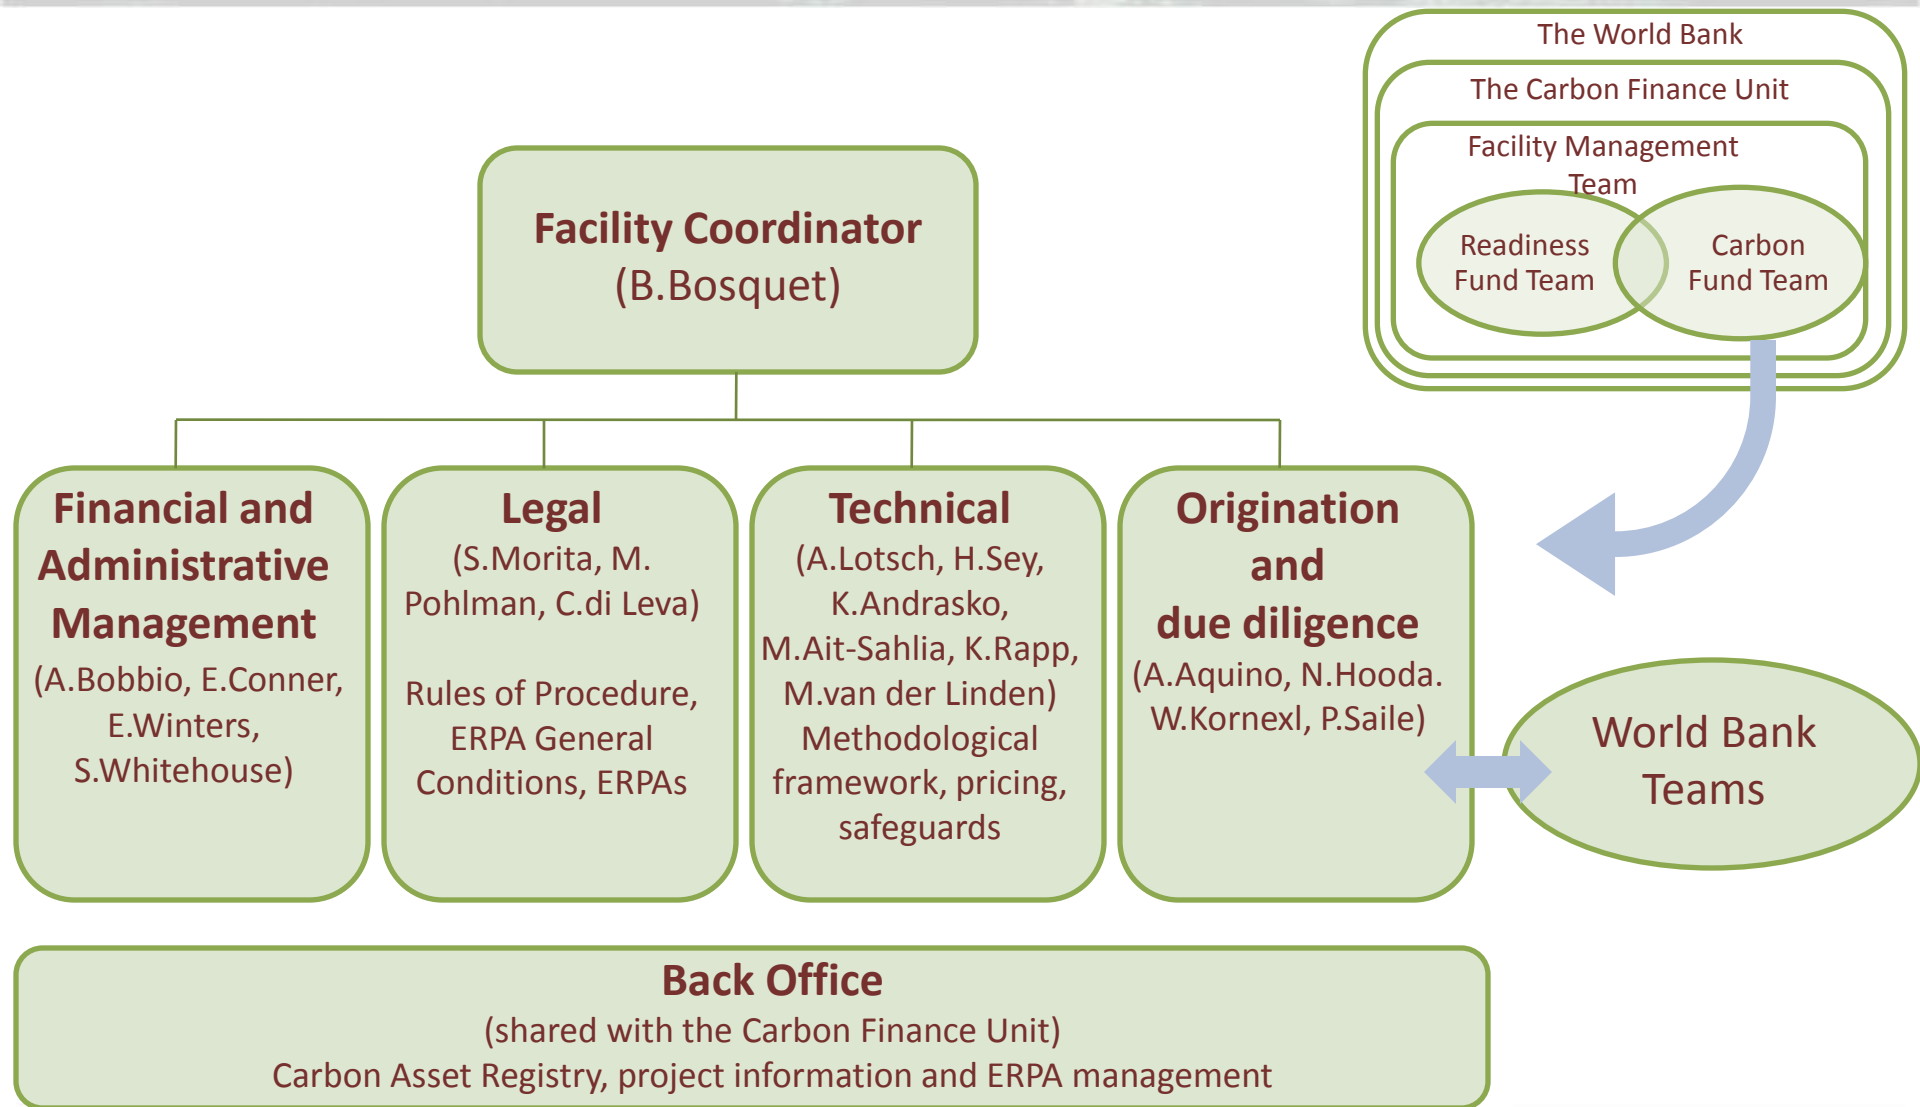 The World Bank
The Carbon Finance Unit
Facility Management
Team
Readiness
Fund Team
Carbon
Fund Team
Facility Coordinator
(B.Bosquet)
Financial and
Administrative
Management
(A.Bobbio, E.Conner,
E.Winters,
S.Whitehouse)
Legal
(S.Morita, M.
Pohlman, C.di Leva)
Rules of Procedure,
ERPA General
Conditions, ERPAs
Technical
(A.Lotsch, H.Sey,
K.Andrasko,
M.Ait-Sahlia, K.Rapp,
M.van der Linden)
Methodological
framework, pricing,
safeguards
Origination
and
due diligence
(A.Aquino, N.Hooda.
W.Kornexl, P.Saile)
World Bank
Teams
Back Office
(shared with the Carbon Finance Unit)
Carbon Asset Registry, project information and ERPA management